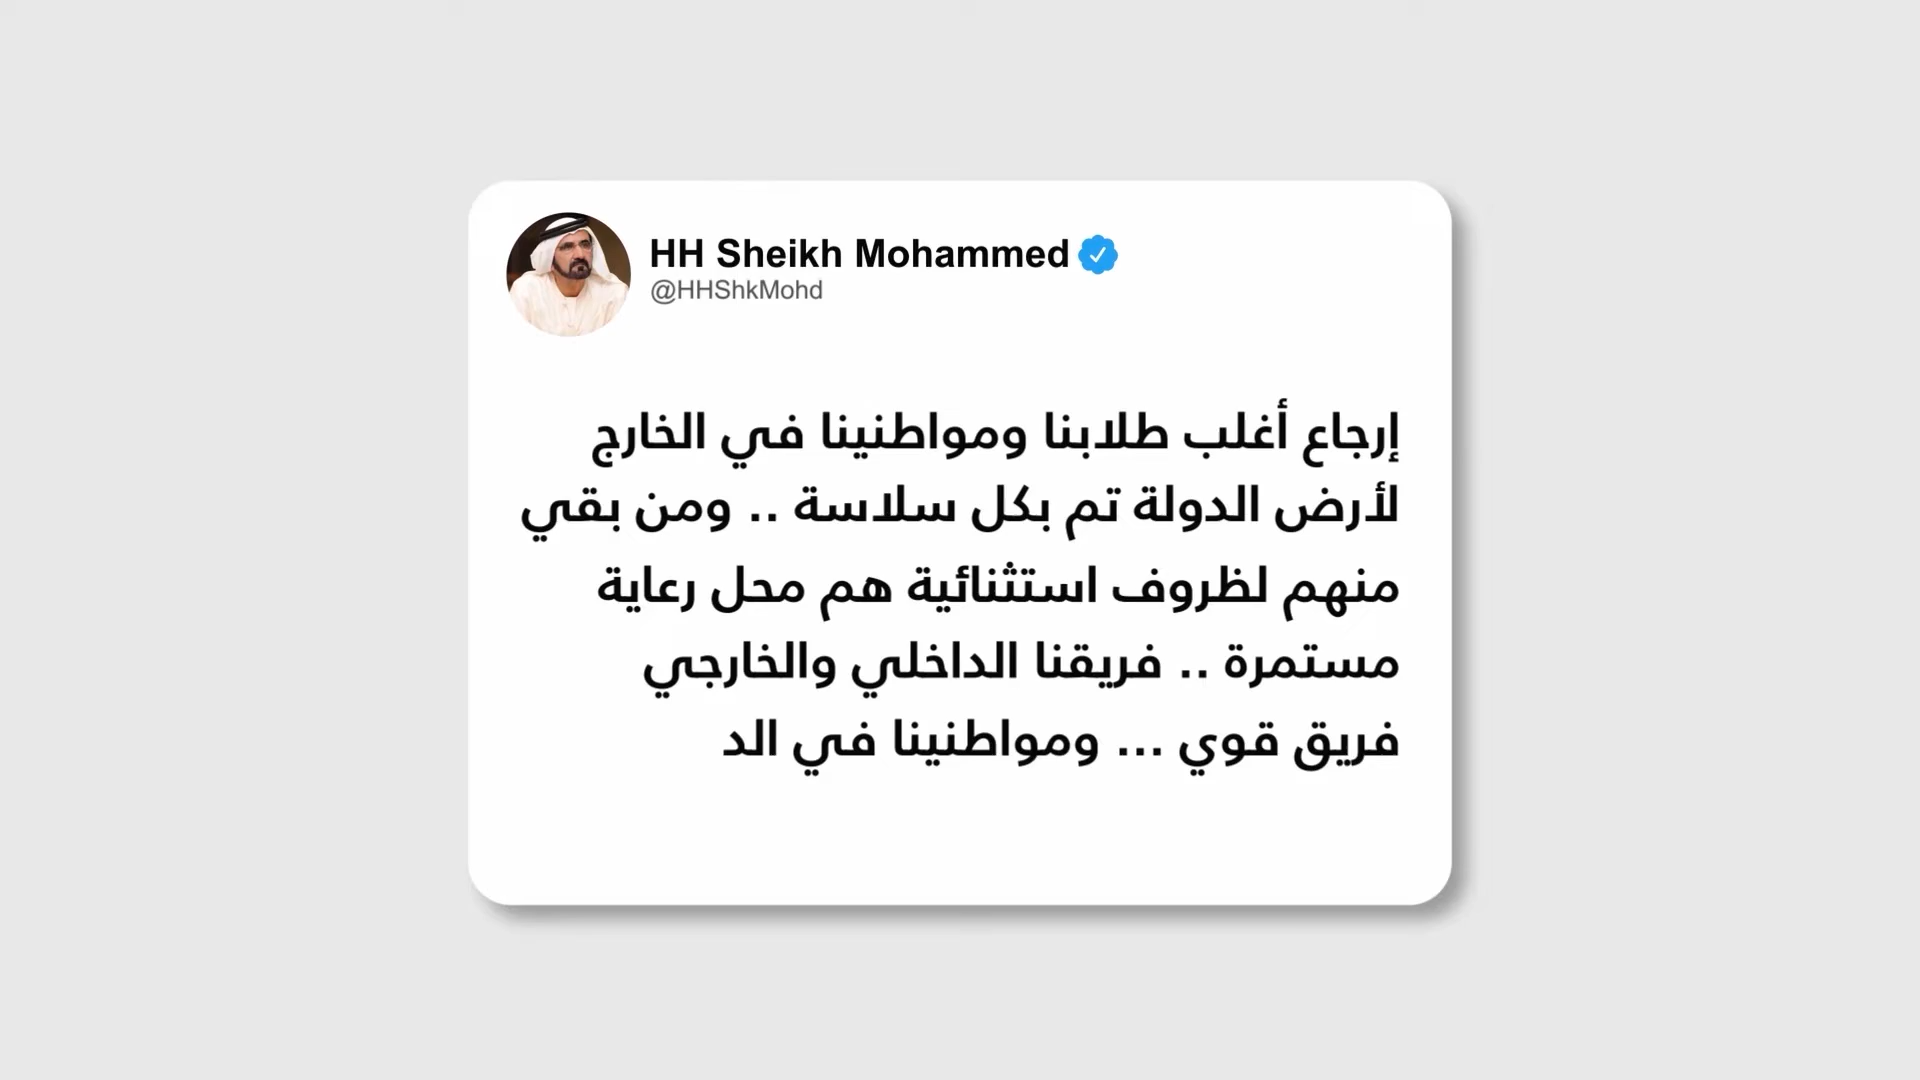 HH Sheikh Mohammed
@HHShkMohd
إرجاع أغلب طلابنا ومواطنينا في الخارج
لأرض الدولة تم بكل سلاسة .. ومن بقي
منهم لظروف استثنائية هم محل رعاية
مستمرة .. فريقنا الداخلي والخارجي
فريق قوي ... ومواطنينا في الد